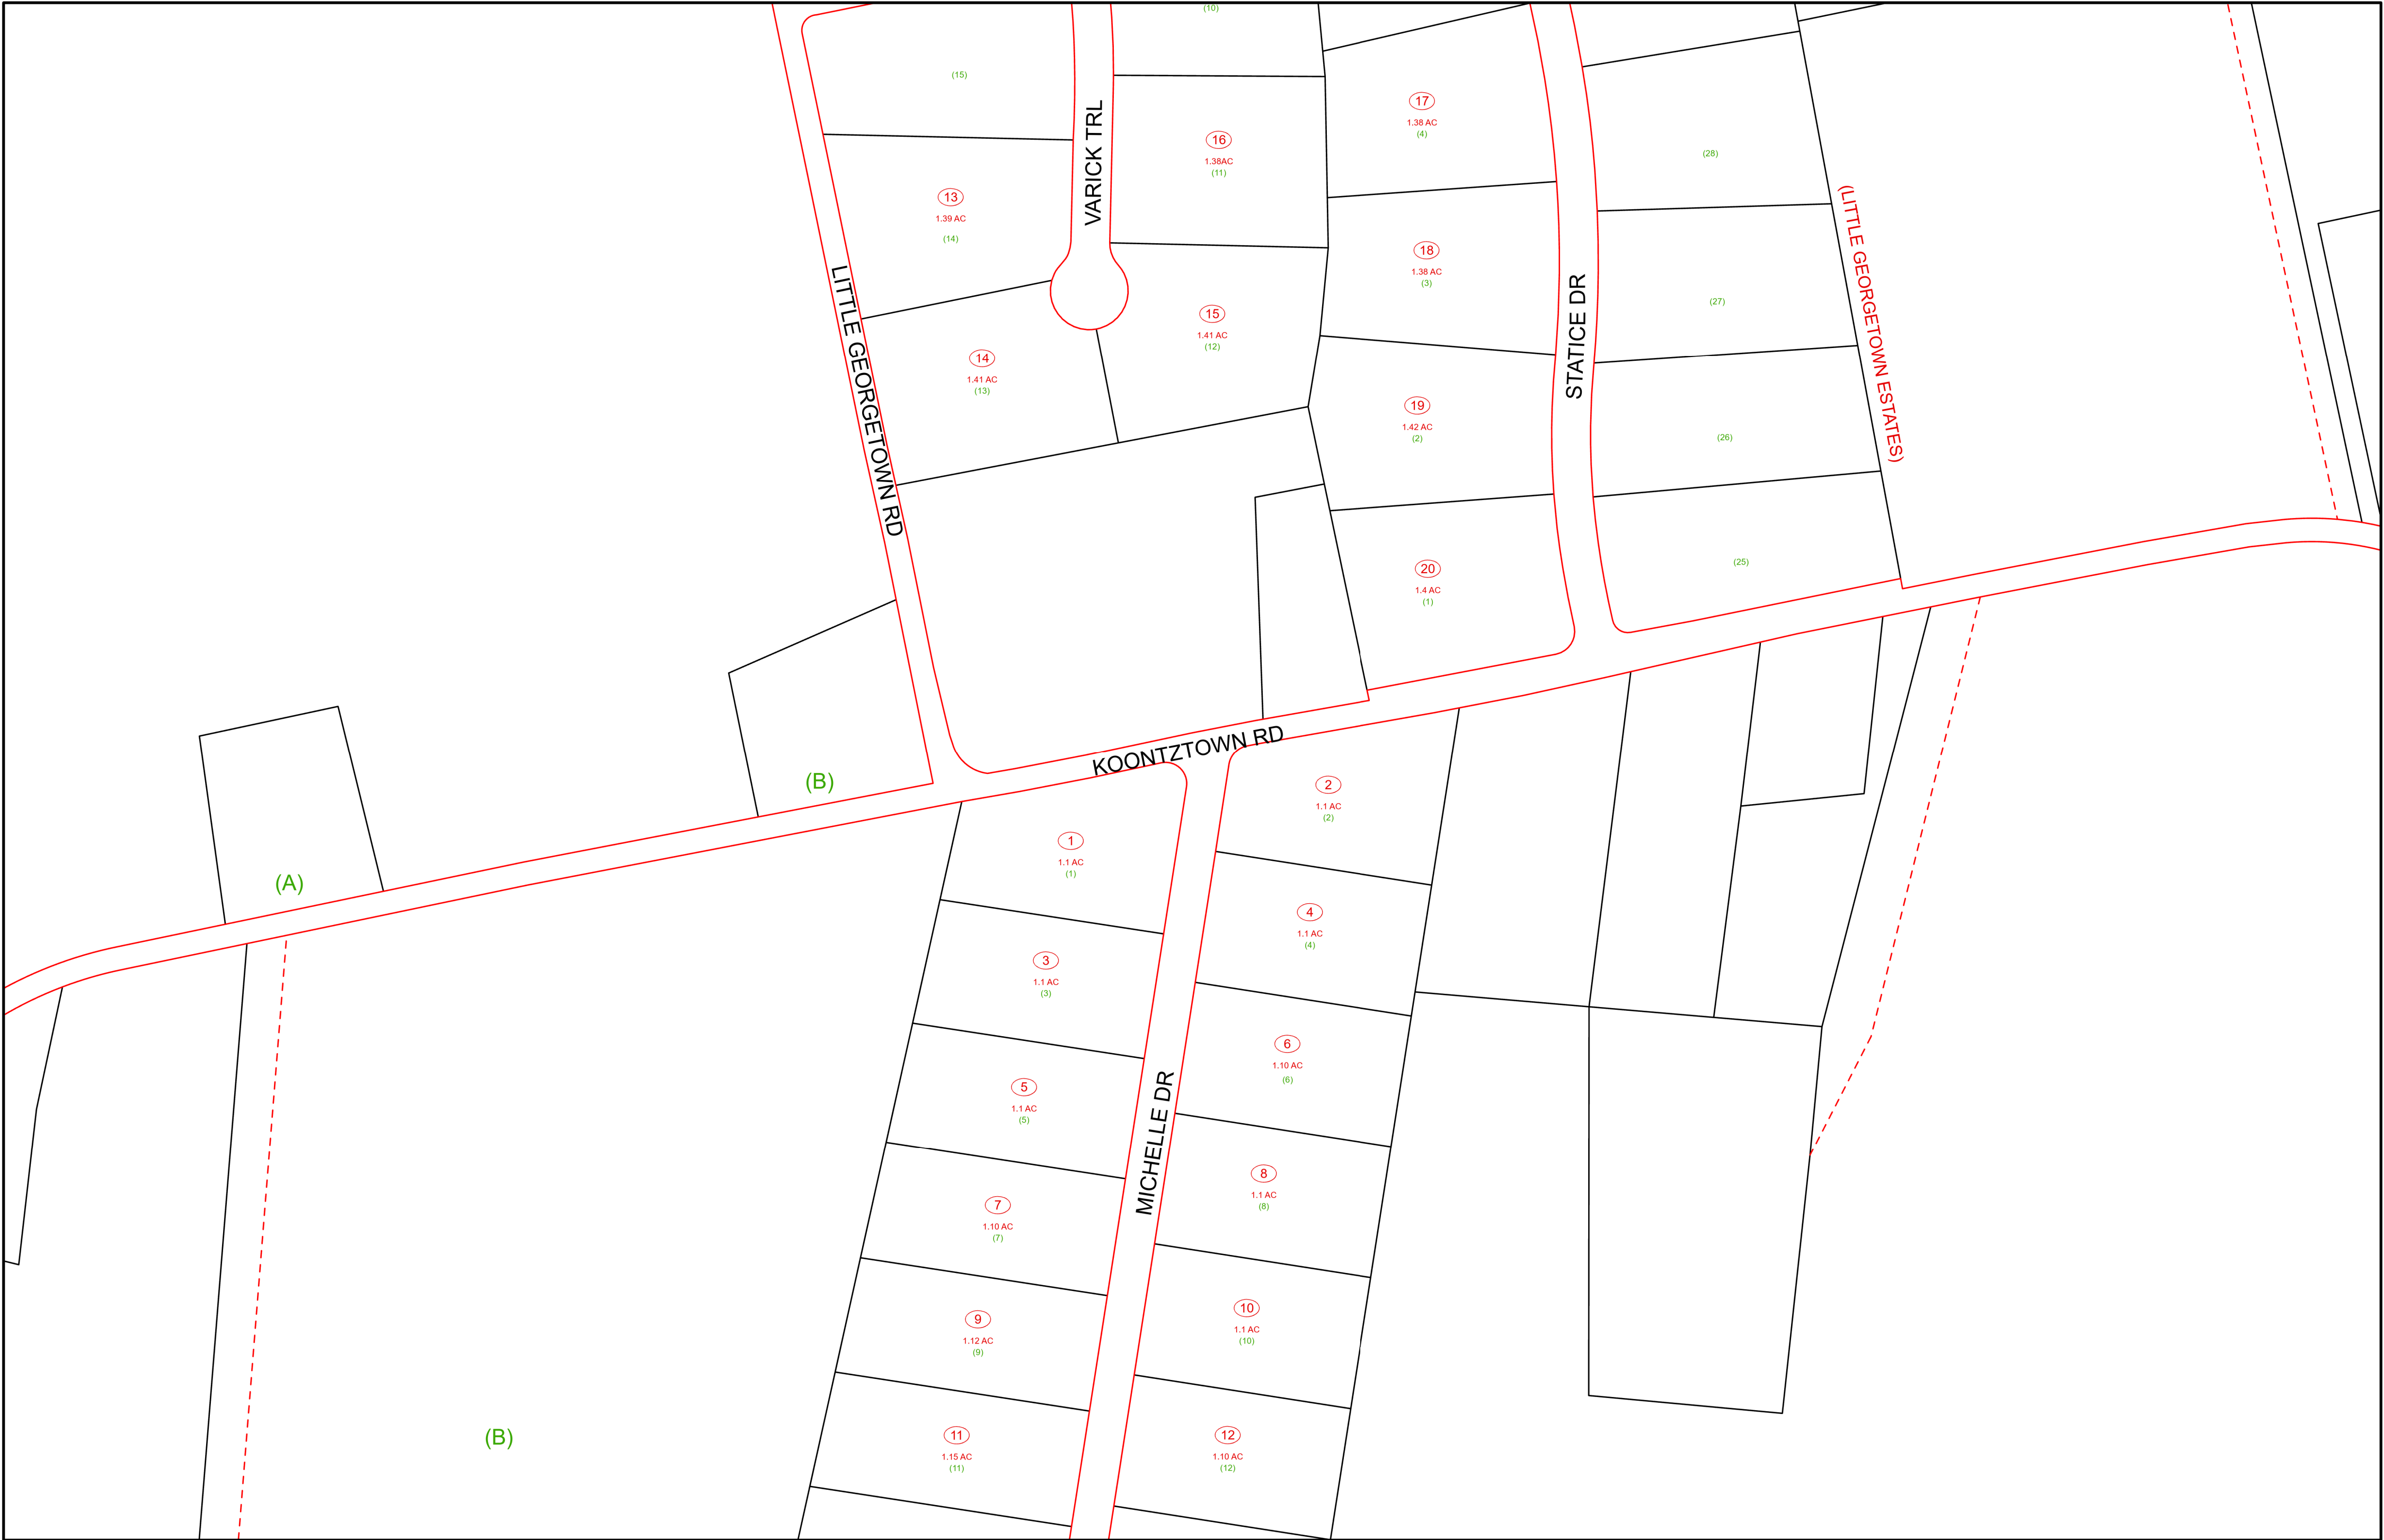 (10)
(15)
VARICK TRL
16
1.38AC
(11)
17
1.38 AC
(4)
(28)
13
1.39 AC
(14)
LITTLE GEORGETOWN RD
18
1.38 AC
(3)
STATICE DR
(27)
(LITTLE GEORGETOWN ESTATES)
15
1.41 AC
(12)
14
1.41 AC
(13)
19
1.42 AC
(2)
(26)
20
1.4 AC
(1)
(25)
KOONTZTOWN RD
(B)
(A)
2
1.1 AC
(2)
1
1.1 AC
(1)
4
1.1 AC
(4)
3
1.1 AC
(3)
6
1.10 AC
(6)
5
1.1 AC
(5)
MICHELLE DR
8
1.1 AC
(8)
7
1.10 AC
(7)
10
1.1 AC
(10)
9
1.12 AC
(9)
(B)
11
1.15 AC
(11)
12
1.10 AC
(12)